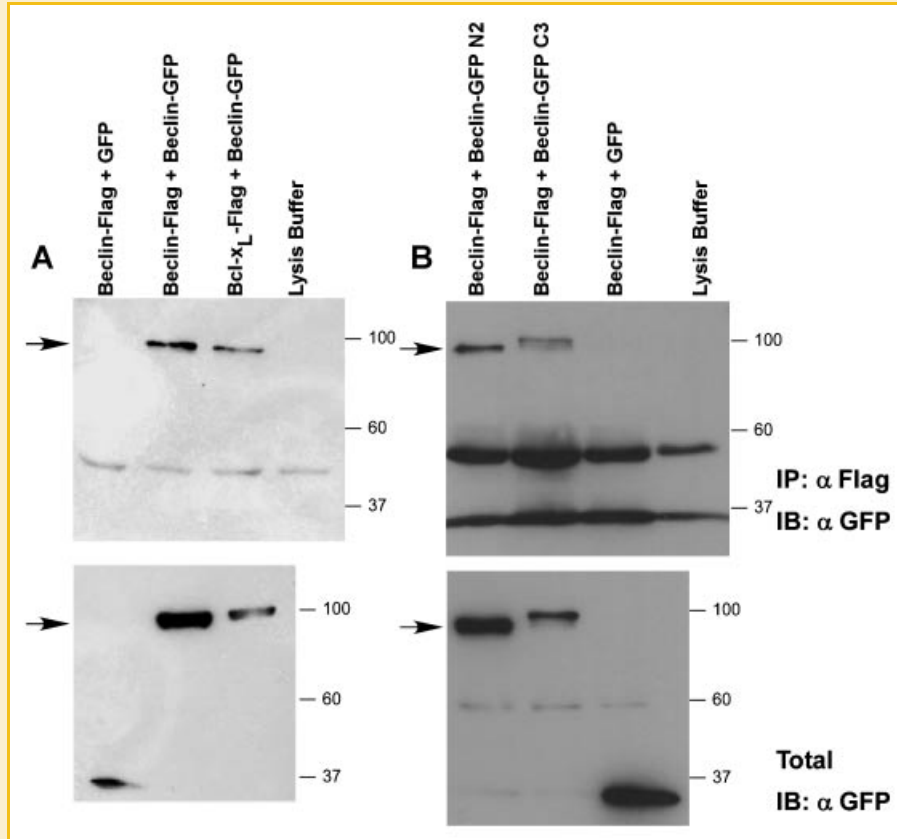 A
Beclin-Flag + GFP
Beclin-Flag + Beclin-GFP
Bcl-xL-Flag + Beclin-GFP
Lysis Buffer
100
60
37
100
60
37
B
Beclin-Flag + Beclin-GFP N2
Beclin-Flag + Beclin-GFP C3
Beclin-Flag + GFP
Lysis Buffer
100
60
37
IP: α Flag
IB: α GFP
100
60
37
Total
IB: α GFP